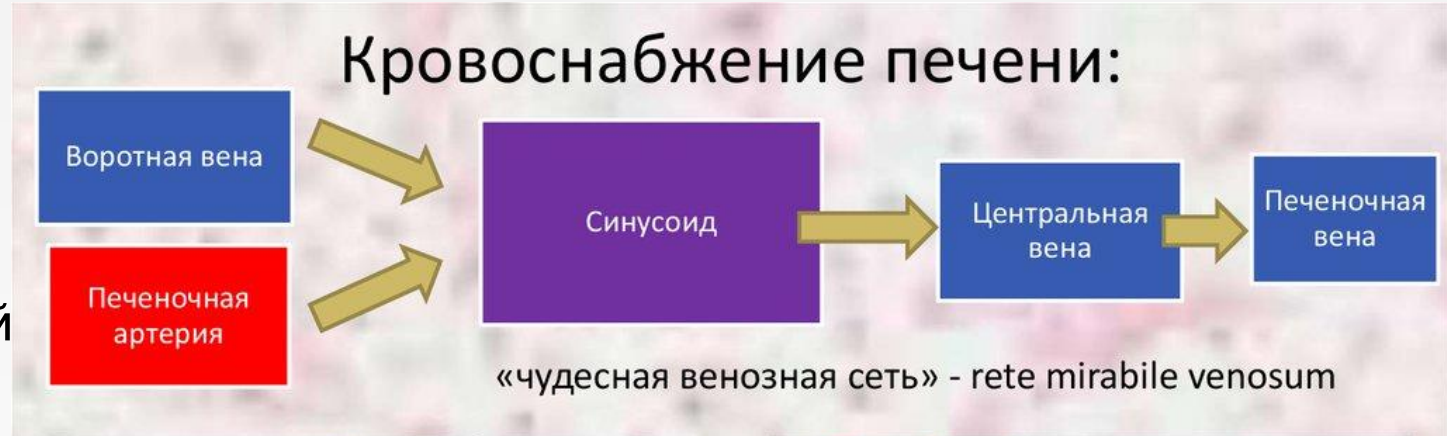 Кровоснабжение печени:
Воротная вена
Печеночная
артерия
й
Синусоид
Центральная
вена
Печеночная
вена
«чудесная венозная сеть» - rete mirabile venosum